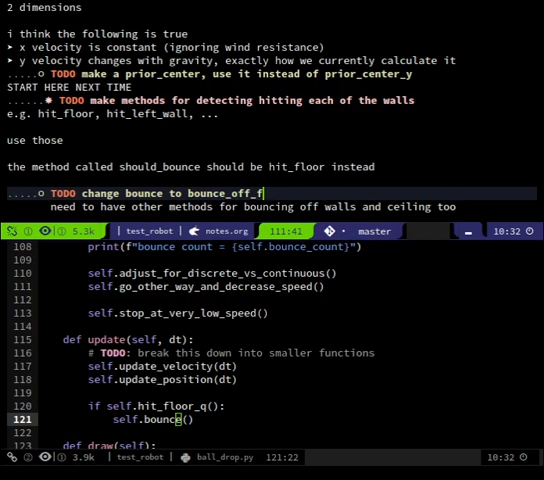 2 dimensions
i think the following is true
➤ x velocity is constant (ignoring wind resistance)
➤ y velocity changes with gravity, exactly how we currently calculate it
.....○ TODO make a prior_center, use it instead of prior_center_y
START HERE NEXT TIME
......✸ TODO make methods for detecting hitting each of the walls
e.g. hit_floor, hit_left_wall, ...
use those
the method called should_bounce should be hit_floor instead
.....○ TODO change bounce to bounce_off_f
need to have other methods for bouncing off walls and ceiling too
① 5.3k test_robot notes.org 111:41 master 10:32
108 print(f"bounce count = {self.bounce_count}")
109
110 self.adjust_for_discrete_vs_continuous()
111 self.go_other_way_and_decrease_speed()
112
113 self.stop_at_very_low_speed()
114
115 def update(self, dt):
116 # TODO: break this down into smaller functions
117 self.update_velocity(dt)
118 self.update_position(dt)
119
120 if self.hit_floor_q():
121 self.bounce()
122
123 def draw(self):
② ① 3.9k test_robot ball_drop.py 121:22 10:32